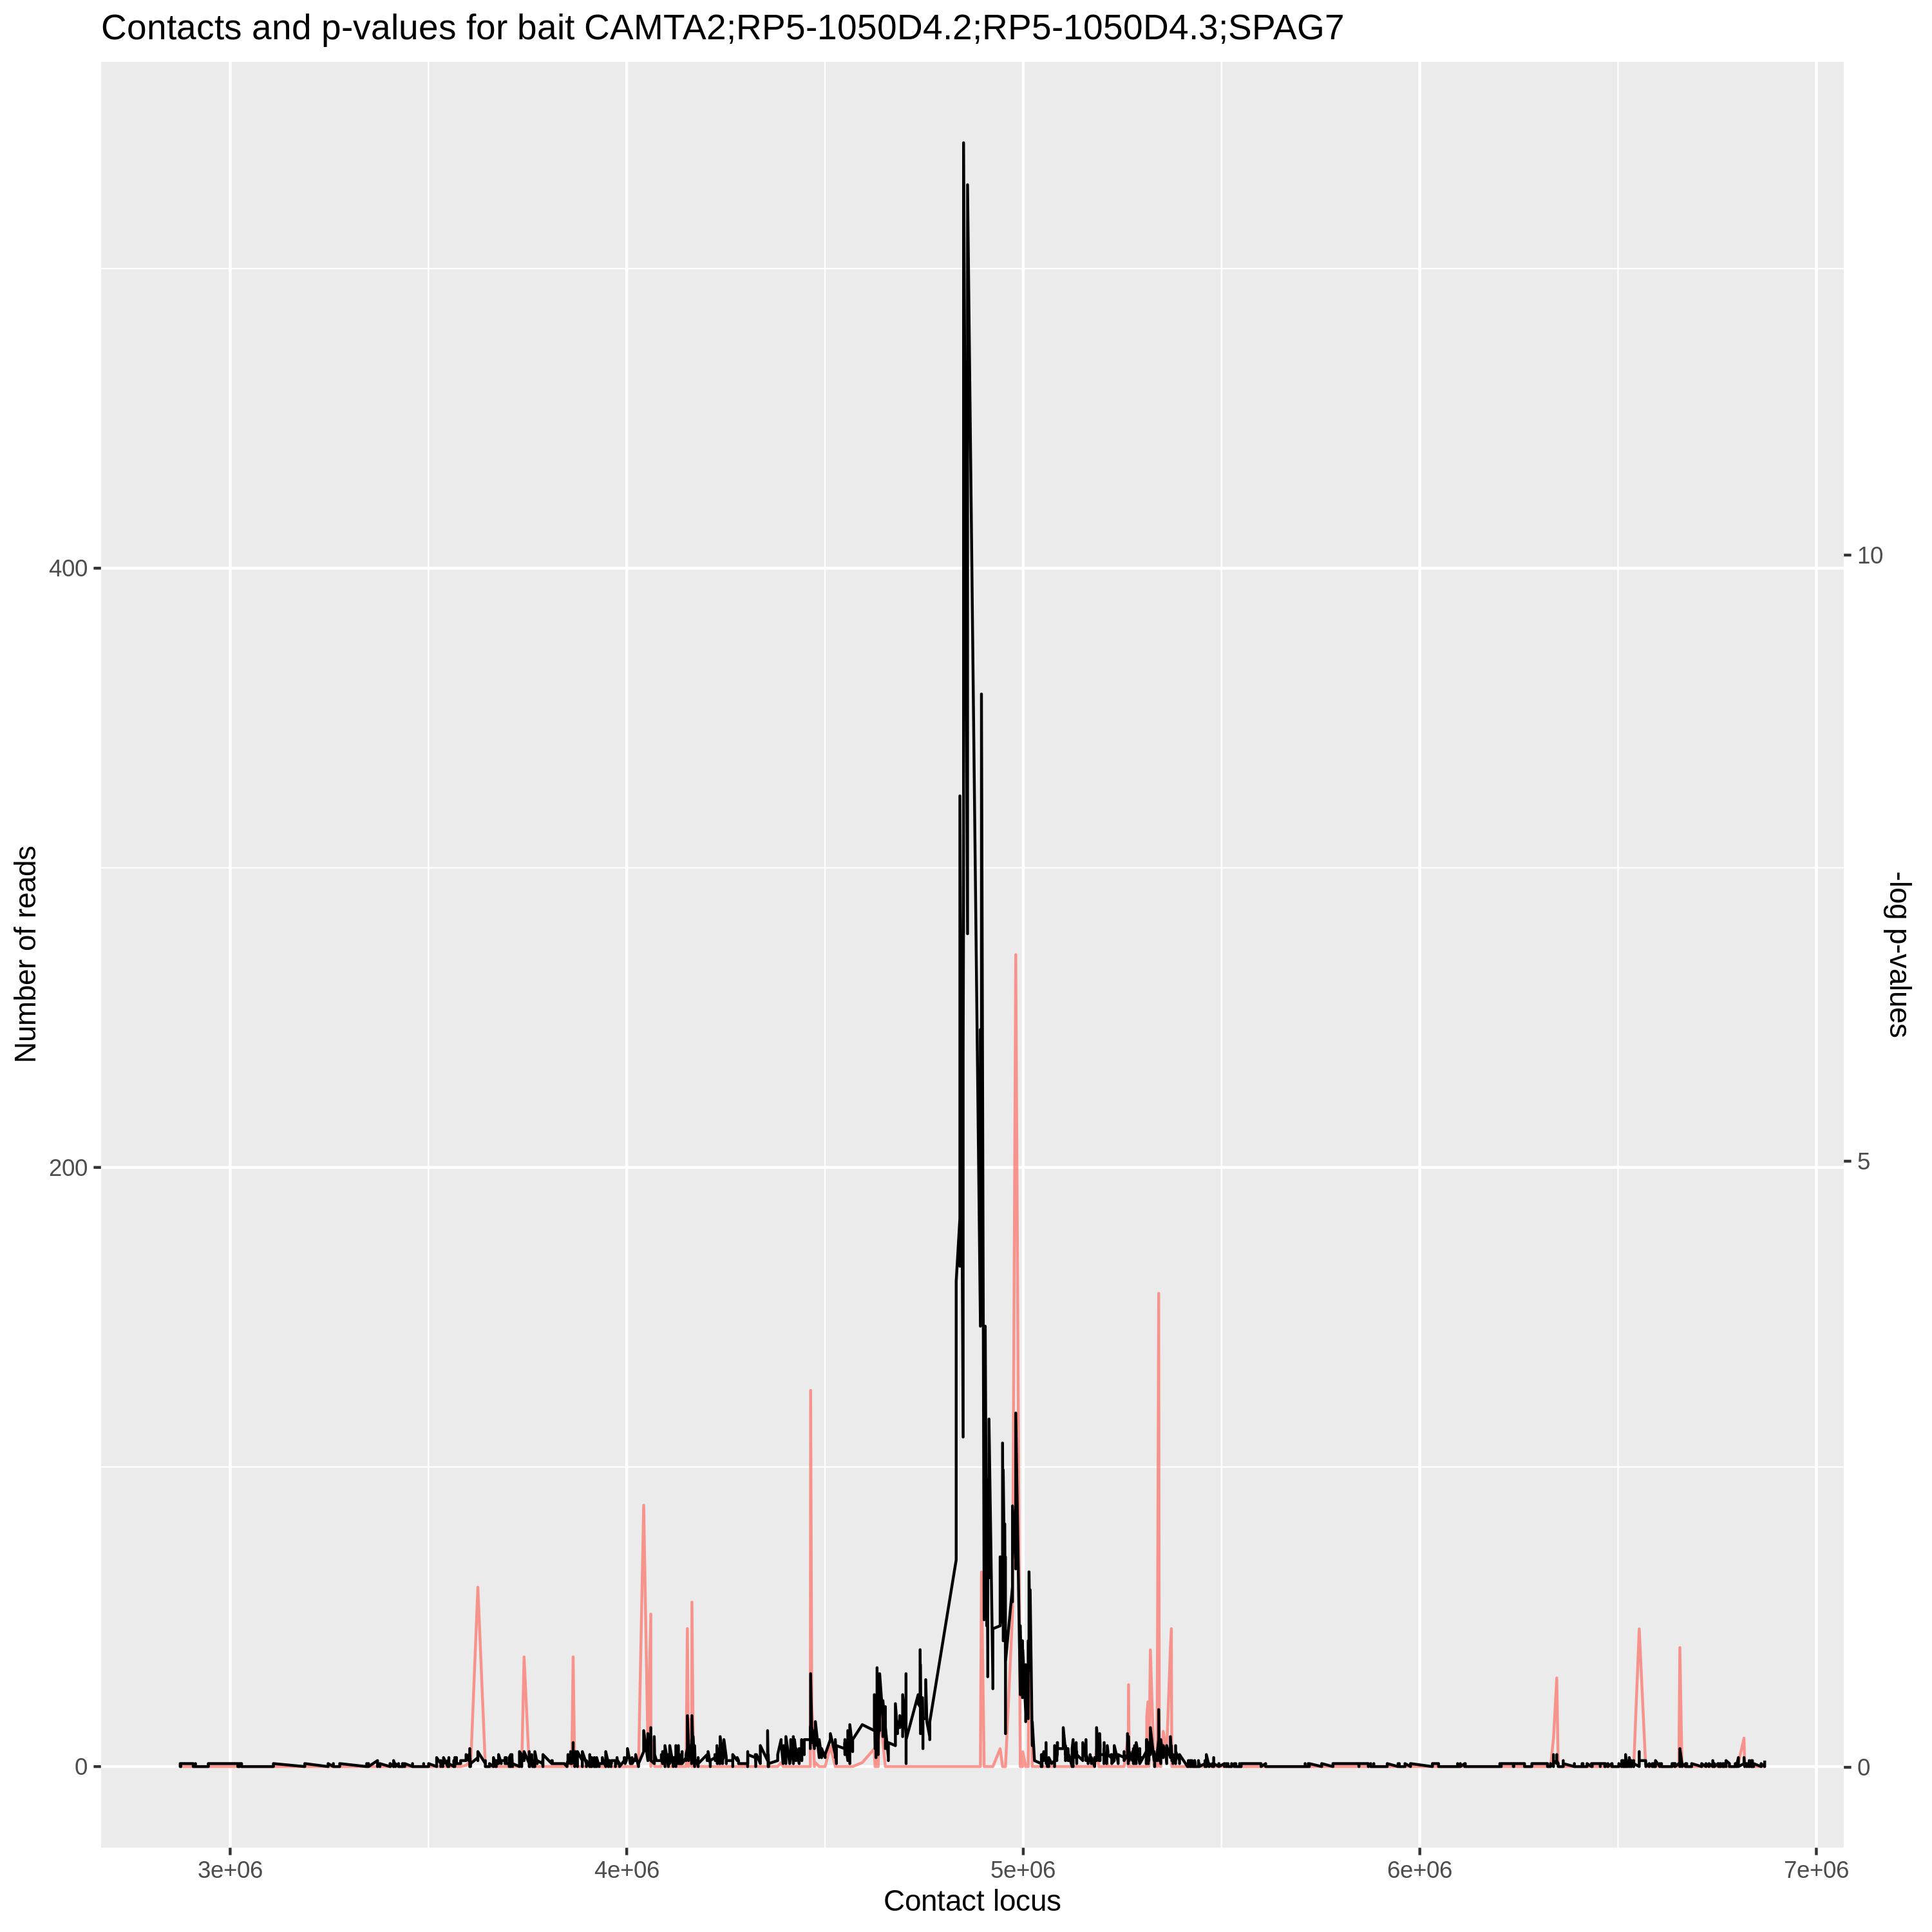 Contacts and p-values for bait CAMTA2;RP5-1050D4.2;RP5-1050D4.3;SPAG7
400
200
0
Number of reads
10
5
0
-log p-values
3e+06
4e+06
5e+06
6e+06
7e+06
Contact locus